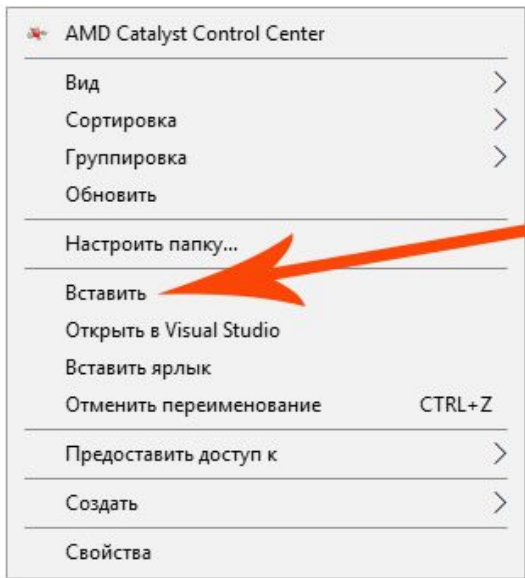 AMD Catalyst Control Center
Вид
Сортировка
Группировка
Обновить
Настроить папку...
Вставить
Открыть в Visual Studio
Вставить ярлык
Отменить переименование CTRL+Z
Предоставить доступ к
Создать
Свойства